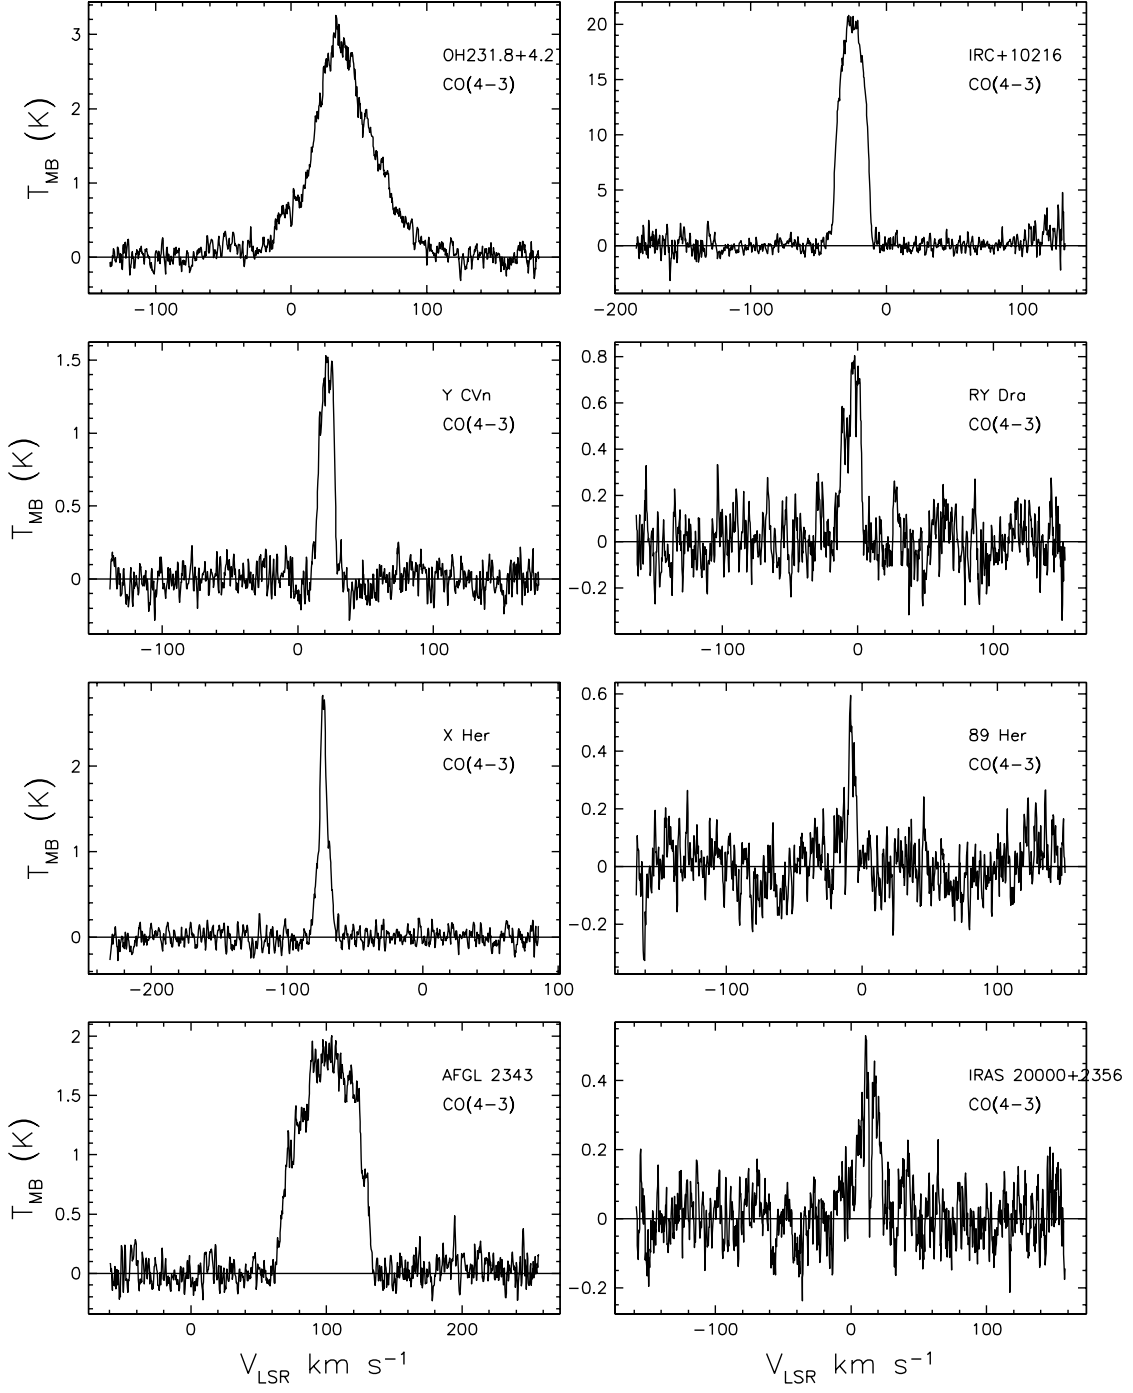 3
2
1
0
T_MB (K)
OH231.8+4.2
CO(4−3)
−100 0 100
20
15
10
5
0
IRC+10216
CO(4−3)
−200 −100 0 100
1.5
1
0.5
0
T_MB (K)
Y CVn
CO(4−3)
−100 0 100
0.8
0.6
0.4
0.2
0
−0.2
RY Dra
CO(4−3)
−100 0 100
2
1
0
T_MB (K)
X Her
CO(4−3)
−200 −100 0 100
0.6
0.4
0.2
0
−0.2
89 Her
CO(4−3)
−100 0 100
2
1.5
1
0.5
0
T_MB (K)
AFGL 2343
CO(4−3)
0 100 200
V_LSR km s⁻¹
0.4
0.2
0
−0.2
IRAS 20000+2356
CO(4−3)
−100 0 100
V_LSR km s⁻¹